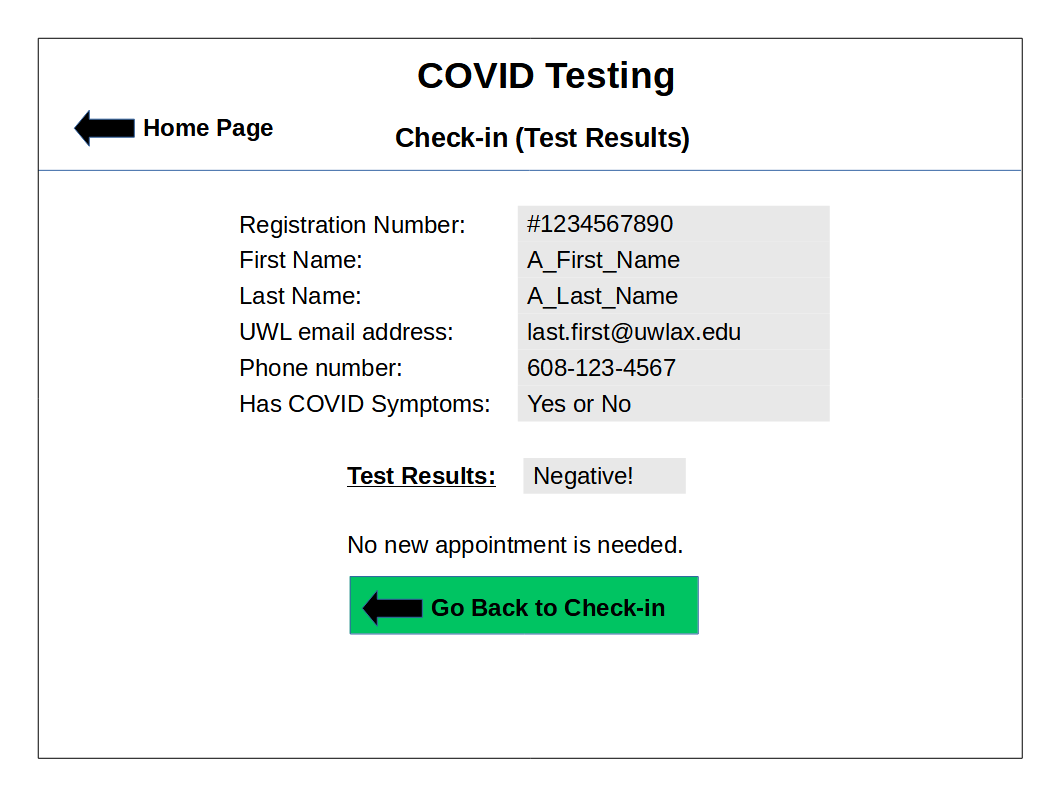 COVID Testing
Home Page
Check-in (Test Results)
Registration Number: #1234567890
First Name: A_First_Name
Last Name: A_Last_Name
UWL email address: last.first@uwlax.edu
Phone number: 608-123-4567
Has COVID Symptoms: Yes or No
Test Results: Negative!
No new appointment is needed.
Go Back to Check-in